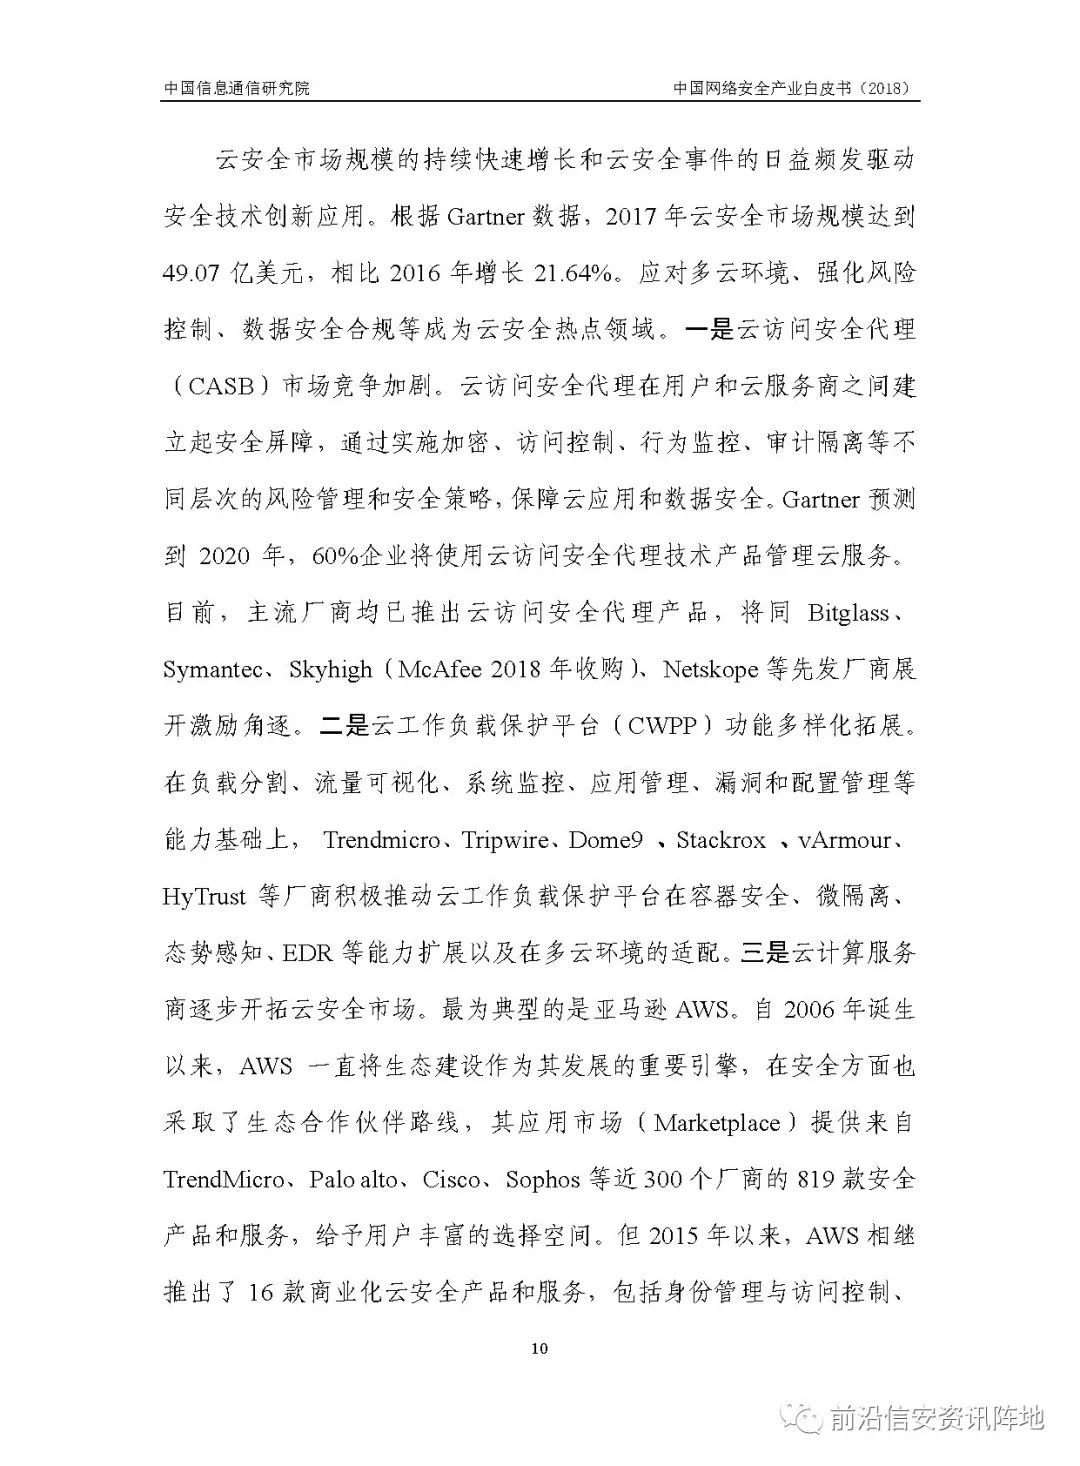 中国信息通信研究院 中国网络安全产业白皮书（2018）
云安全市场规模的持续快速增长和云安全事件的日益频发驱动
安全技术创新应用。根据 Gartner 数据，2017 年云安全市场规模达到
49.07 亿美元，相比 2016 年增长 21.64%。应对多云环境、强化风险
控制、数据安全合规等成为云安全热点领域。一是云访问安全代理
（CASB）市场竞争加剧。云访问安全代理在用户和云服务商之间建
立起安全屏障，通过实施加密、访问控制、行为监控、审计隔离等不
同层次的风险管理和安全策略，保障云应用和数据安全。Gartner 预测
到 2020 年，60%企业将使用云访问安全代理技术产品管理云服务。
目前，主流厂商均已推出云访问安全代理产品，将同 Bitglass、
Symantec、Skyhigh（McAfee 2018 年收购）、Netskope 等先发厂商展
开激励角逐。二是云工作负载保护平台（CWPP）功能多样化拓展。
在负载分割、流量可视化、系统监控、应用管理、漏洞和配置管理等
能力基础上， Trendmicro、Tripwire、Dome9 、Stackrox 、vArmour、
HyTrust 等厂商积极推动云工作负载保护平台在容器安全、微隔离、
态势感知、EDR 等能力扩展以及在多云环境的适配。三是云计算服务
商逐步开拓云安全市场。最为典型的是亚马逊 AWS。自 2006 年诞生
以来，AWS 一直将生态建设作为其发展的重要引擎，在安全方面也
采取了生态合作伙伴路线，其应用市场（Marketplace）提供来自
TrendMicro、Palo alto、Cisco、Sophos 等近 300 个厂商的 819 款安全
产品和服务，给予用户丰富的选择空间。但 2015 年以来，AWS 相继
推出了 16 款商业化云安全产品和服务，包括身份管理与访问控制、
10
前沿信安资讯阵地